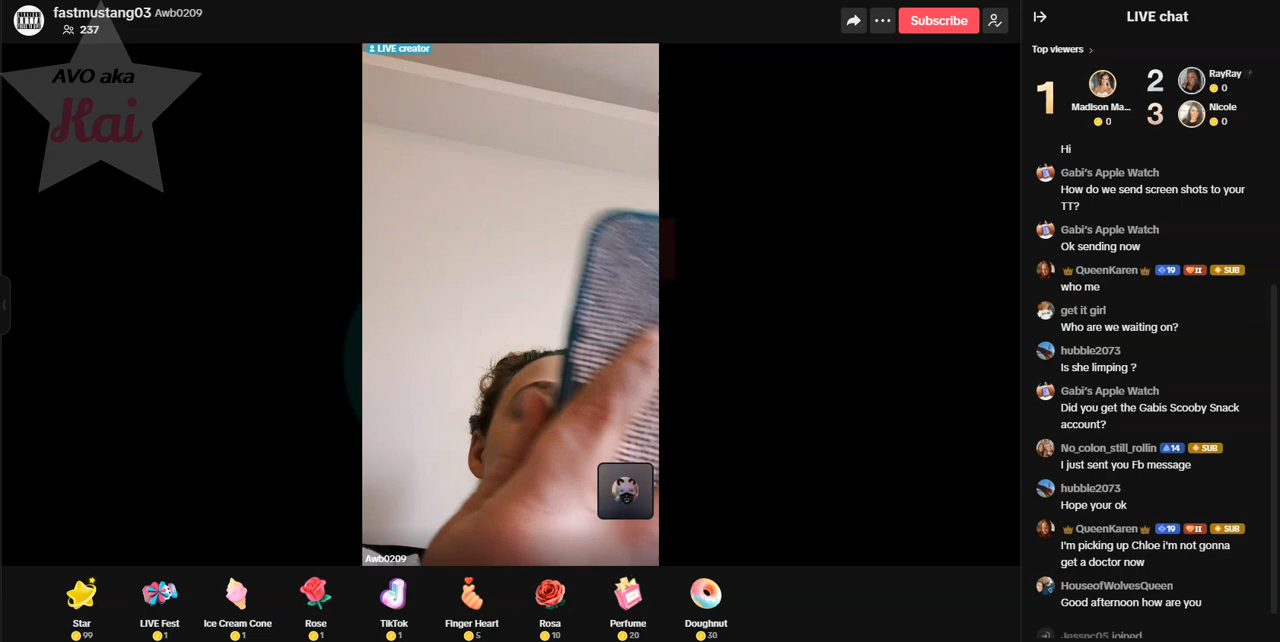 fastmustang03 Awb0209
237
Subscribe
LIVE chat
AVO aka
Kai
LIVE creator
Top viewers
1
Madison Ma...
0
2
RayRay
0
3
Nicole
0
Hi
Gabi's Apple Watch
How do we send screen shots to your
TT?
Gabi's Apple Watch
Ok sending now
QueenKaren 19 II SUB
who me
get it girl
Who are we waiting on?
hubble2073
Is she limping ?
Gabi's Apple Watch
Did you get the Gabis Scooby Snack
account?
No_colon_still_rollin 14 SUB
I just sent you Fb message
hubble2073
Hope your ok
QueenKaren 19 II SUB
I'm picking up Chloe i'm not gonna
get a doctor now
HouseofWolvesQueen
Good afternoon how are you
Jessnc05 joined
Awb0209
Star
99
LIVE Fest
1
Ice Cream Cone
1
Rose
1
TikTok
1
Finger Heart
5
Rosa
10
Perfume
20
Doughnut
30